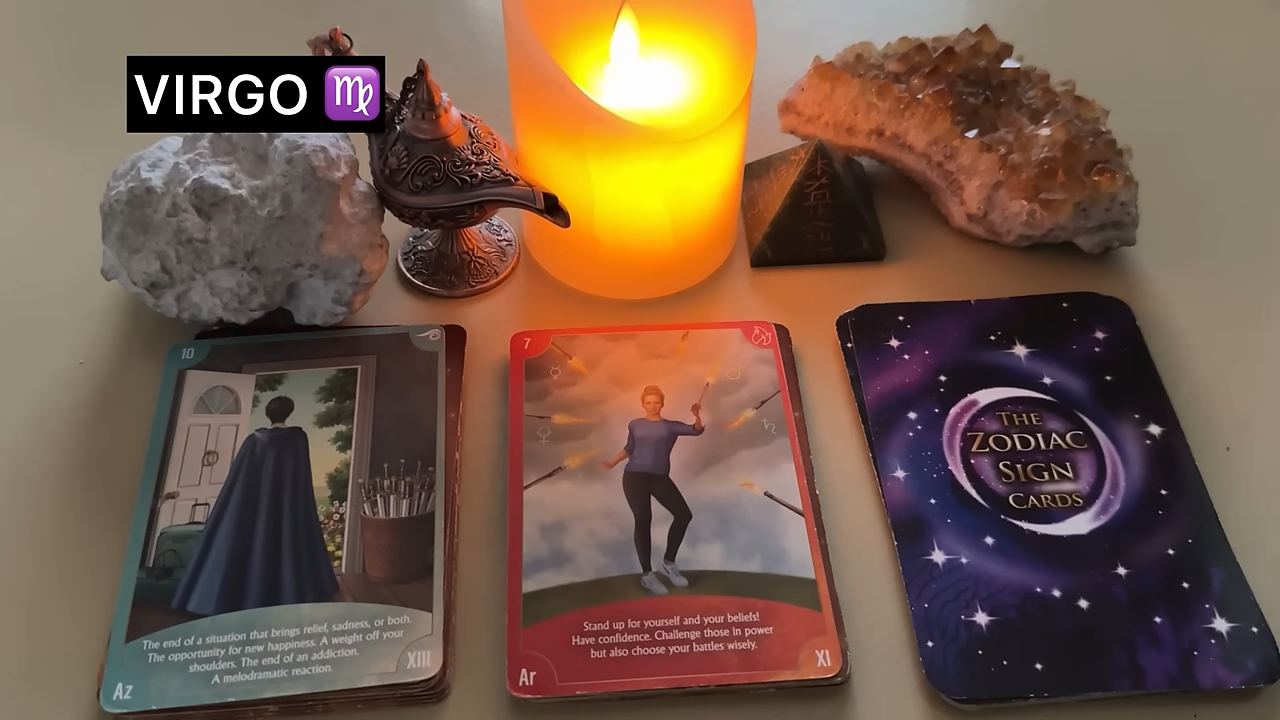 VIRGO ♍
10
The end of a situation that brings relief, sadness, or both.
The opportunity for new happiness. A weight off your
shoulders. The end of an addiction.
A melodramatic reaction.
Az
XIII
7
Stand up for yourself and your beliefs!
Have confidence. Challenge those in power
but also choose your battles wisely.
Ar
XI
THE
ZODIAC
SIGN
CARDS